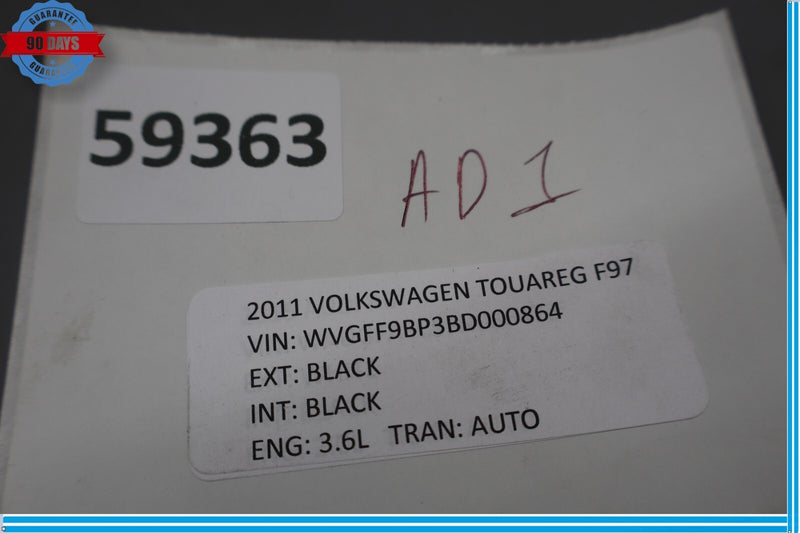 GUARANTEE
90 DAYS
GUARANTEE
59363
AD1
2011 VOLKSWAGEN TOUAREG F97
VIN: WVGFF9BP3BD000864
EXT: BLACK
INT: BLACK
ENG: 3.6L TRAN: AUTO